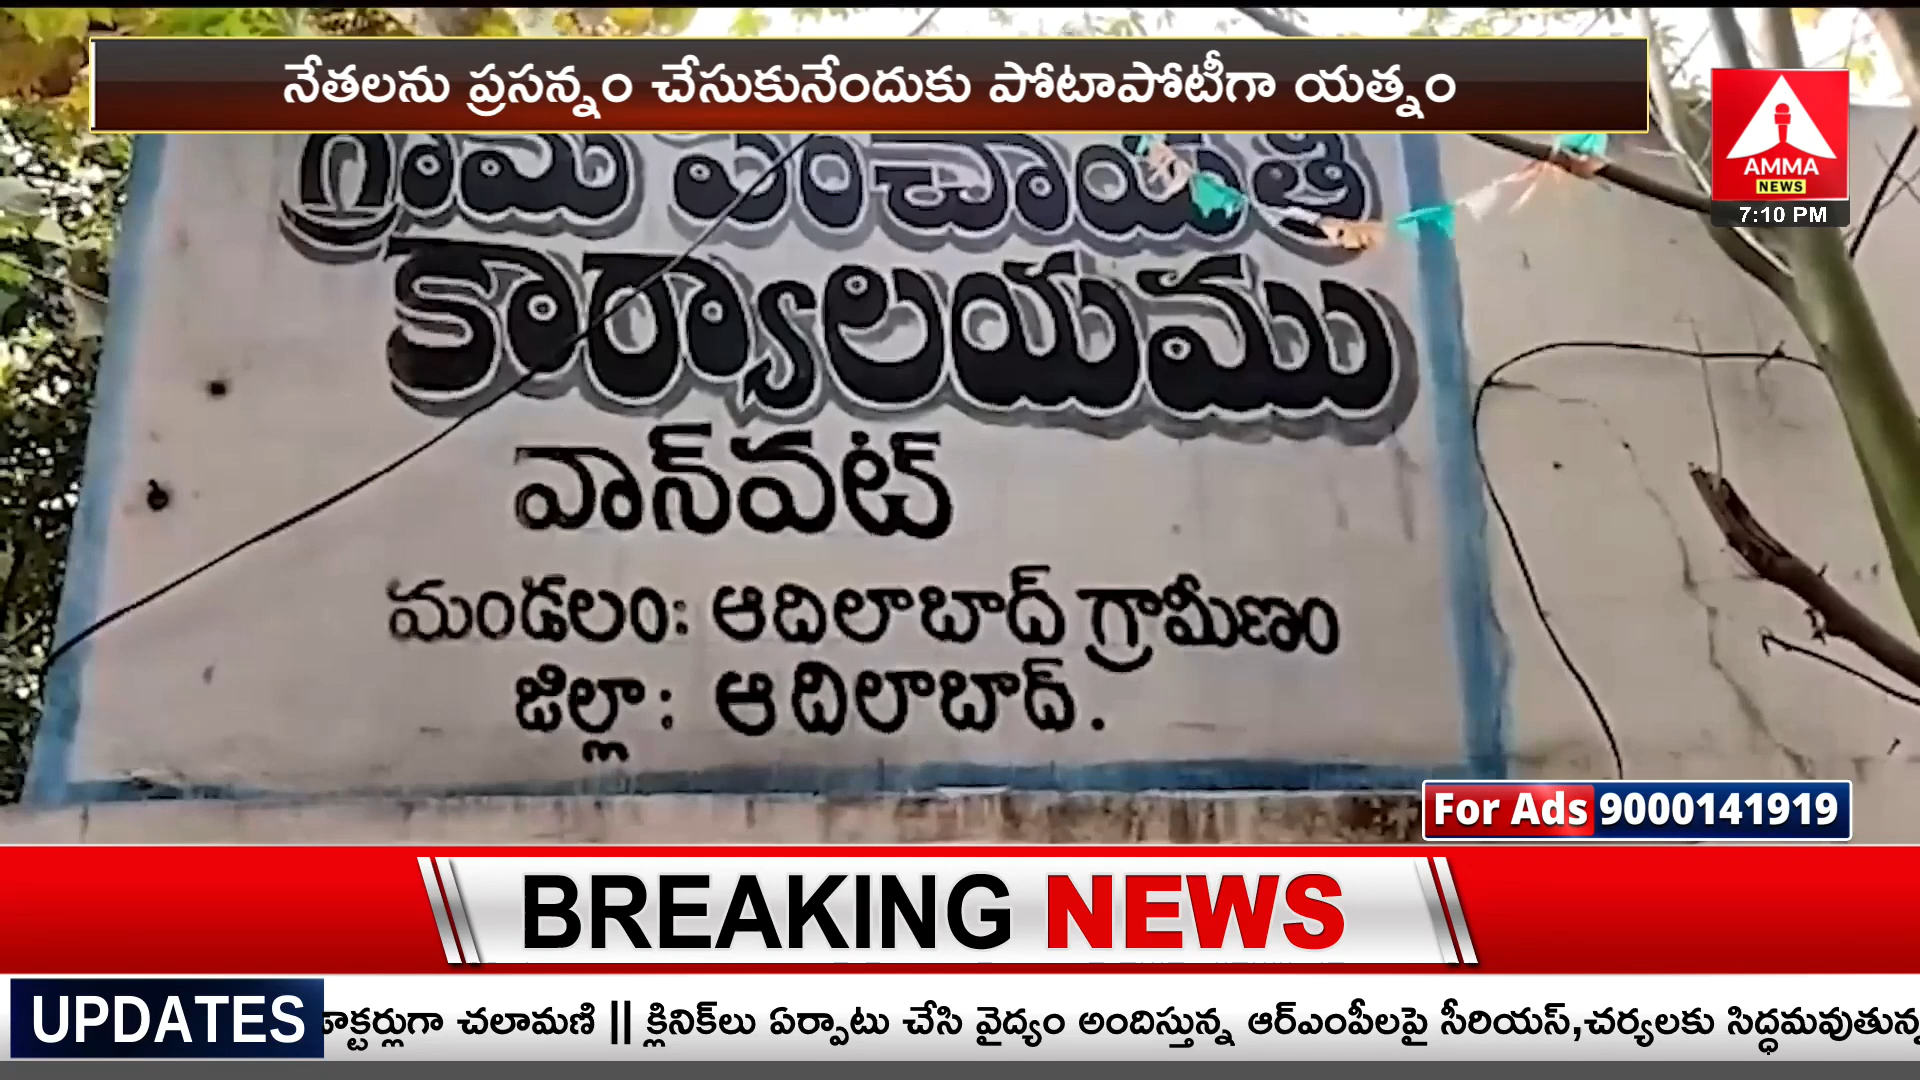 నేతలను ప్రసన్నం చేసుకునేందుకు పోటాపోటీగా యత్నం
AMMA
NEWS
7:10 PM
గ్రామ పంచాయతీ
కార్యాలయము
వాన్‌వట్
మండలం: ఆదిలాబాద్ గ్రామీణం
జిల్లా: ఆదిలాబాద్.
For Ads 9000141919
BREAKING NEWS
UPDATES
చలామణి || క్లినిక్‌లు ఏర్పాటు చేసి వైద్యం అందిస్తున్న ఆర్ఎంపీలపై సీరియస్,చర్యలకు